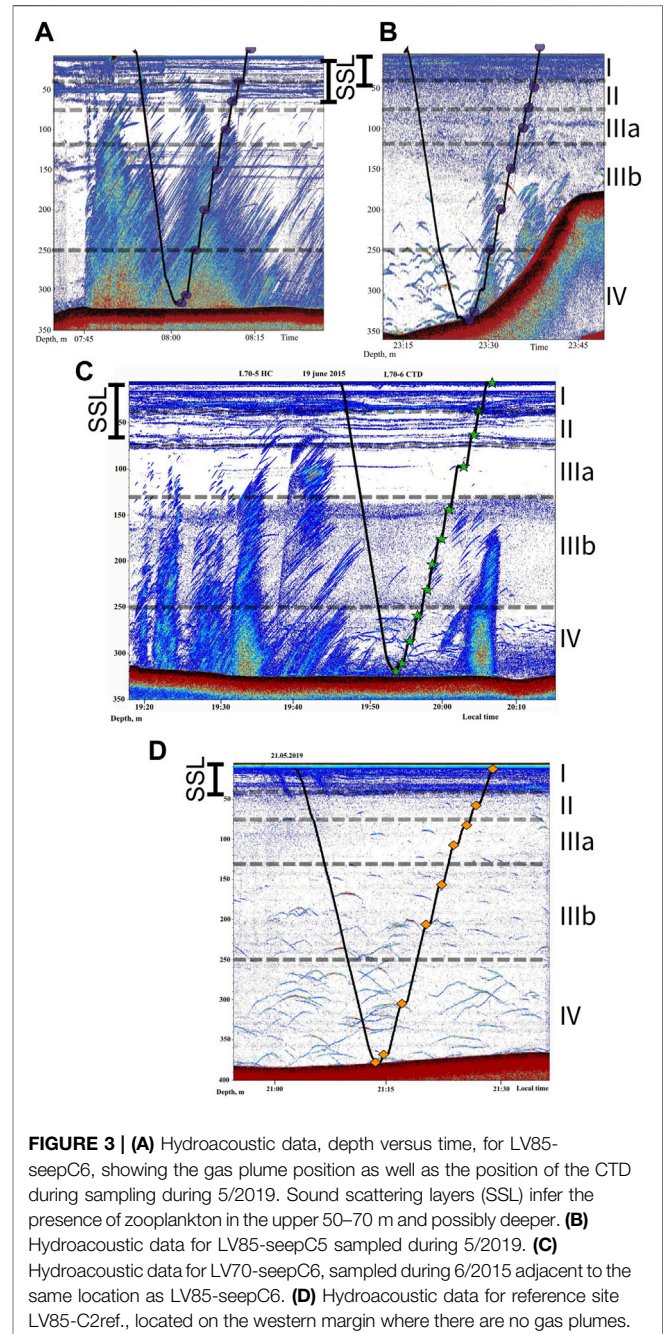 A
B
SSL
50
100
150
200
250
300
350
07:45
08:00
08:15
Depth, m
Time
SSL
50
100
150
200
250
300
350
23:15
23:30
23:45
Depth, m
Time
I
II
IIIa
IIIb
IV
C
L70-5 HC
19 june 2015
L70-6 CTD
SSL
50
100
150
200
250
300
350
19:20
19:30
19:40
19:50
20:00
20:10
Depth, m
Local time
I
II
IIIa
IIIb
IV
D
21.05.2019
SSL
50
100
150
200
250
300
350
400
21:00
21:15
21:30
Depth, m
Local time
I
II
IIIa
IIIb
IV
FIGURE 3 | (A) Hydroacoustic data, depth versus time, for LV85-
seepC6, showing the gas plume position as well as the position of the CTD
during sampling during 5/2019. Sound scattering layers (SSL) infer the
presence of zooplankton in the upper 50–70 m and possibly deeper. (B)
Hydroacoustic data for LV85-seepC5 sampled during 5/2019. (C)
Hydroacoustic data for LV70-seepC6, sampled during 6/2015 adjacent to the
same location as LV85-seepC6. (D) Hydroacoustic data for reference site
LV85-C2ref., located on the western margin where there are no gas plumes.